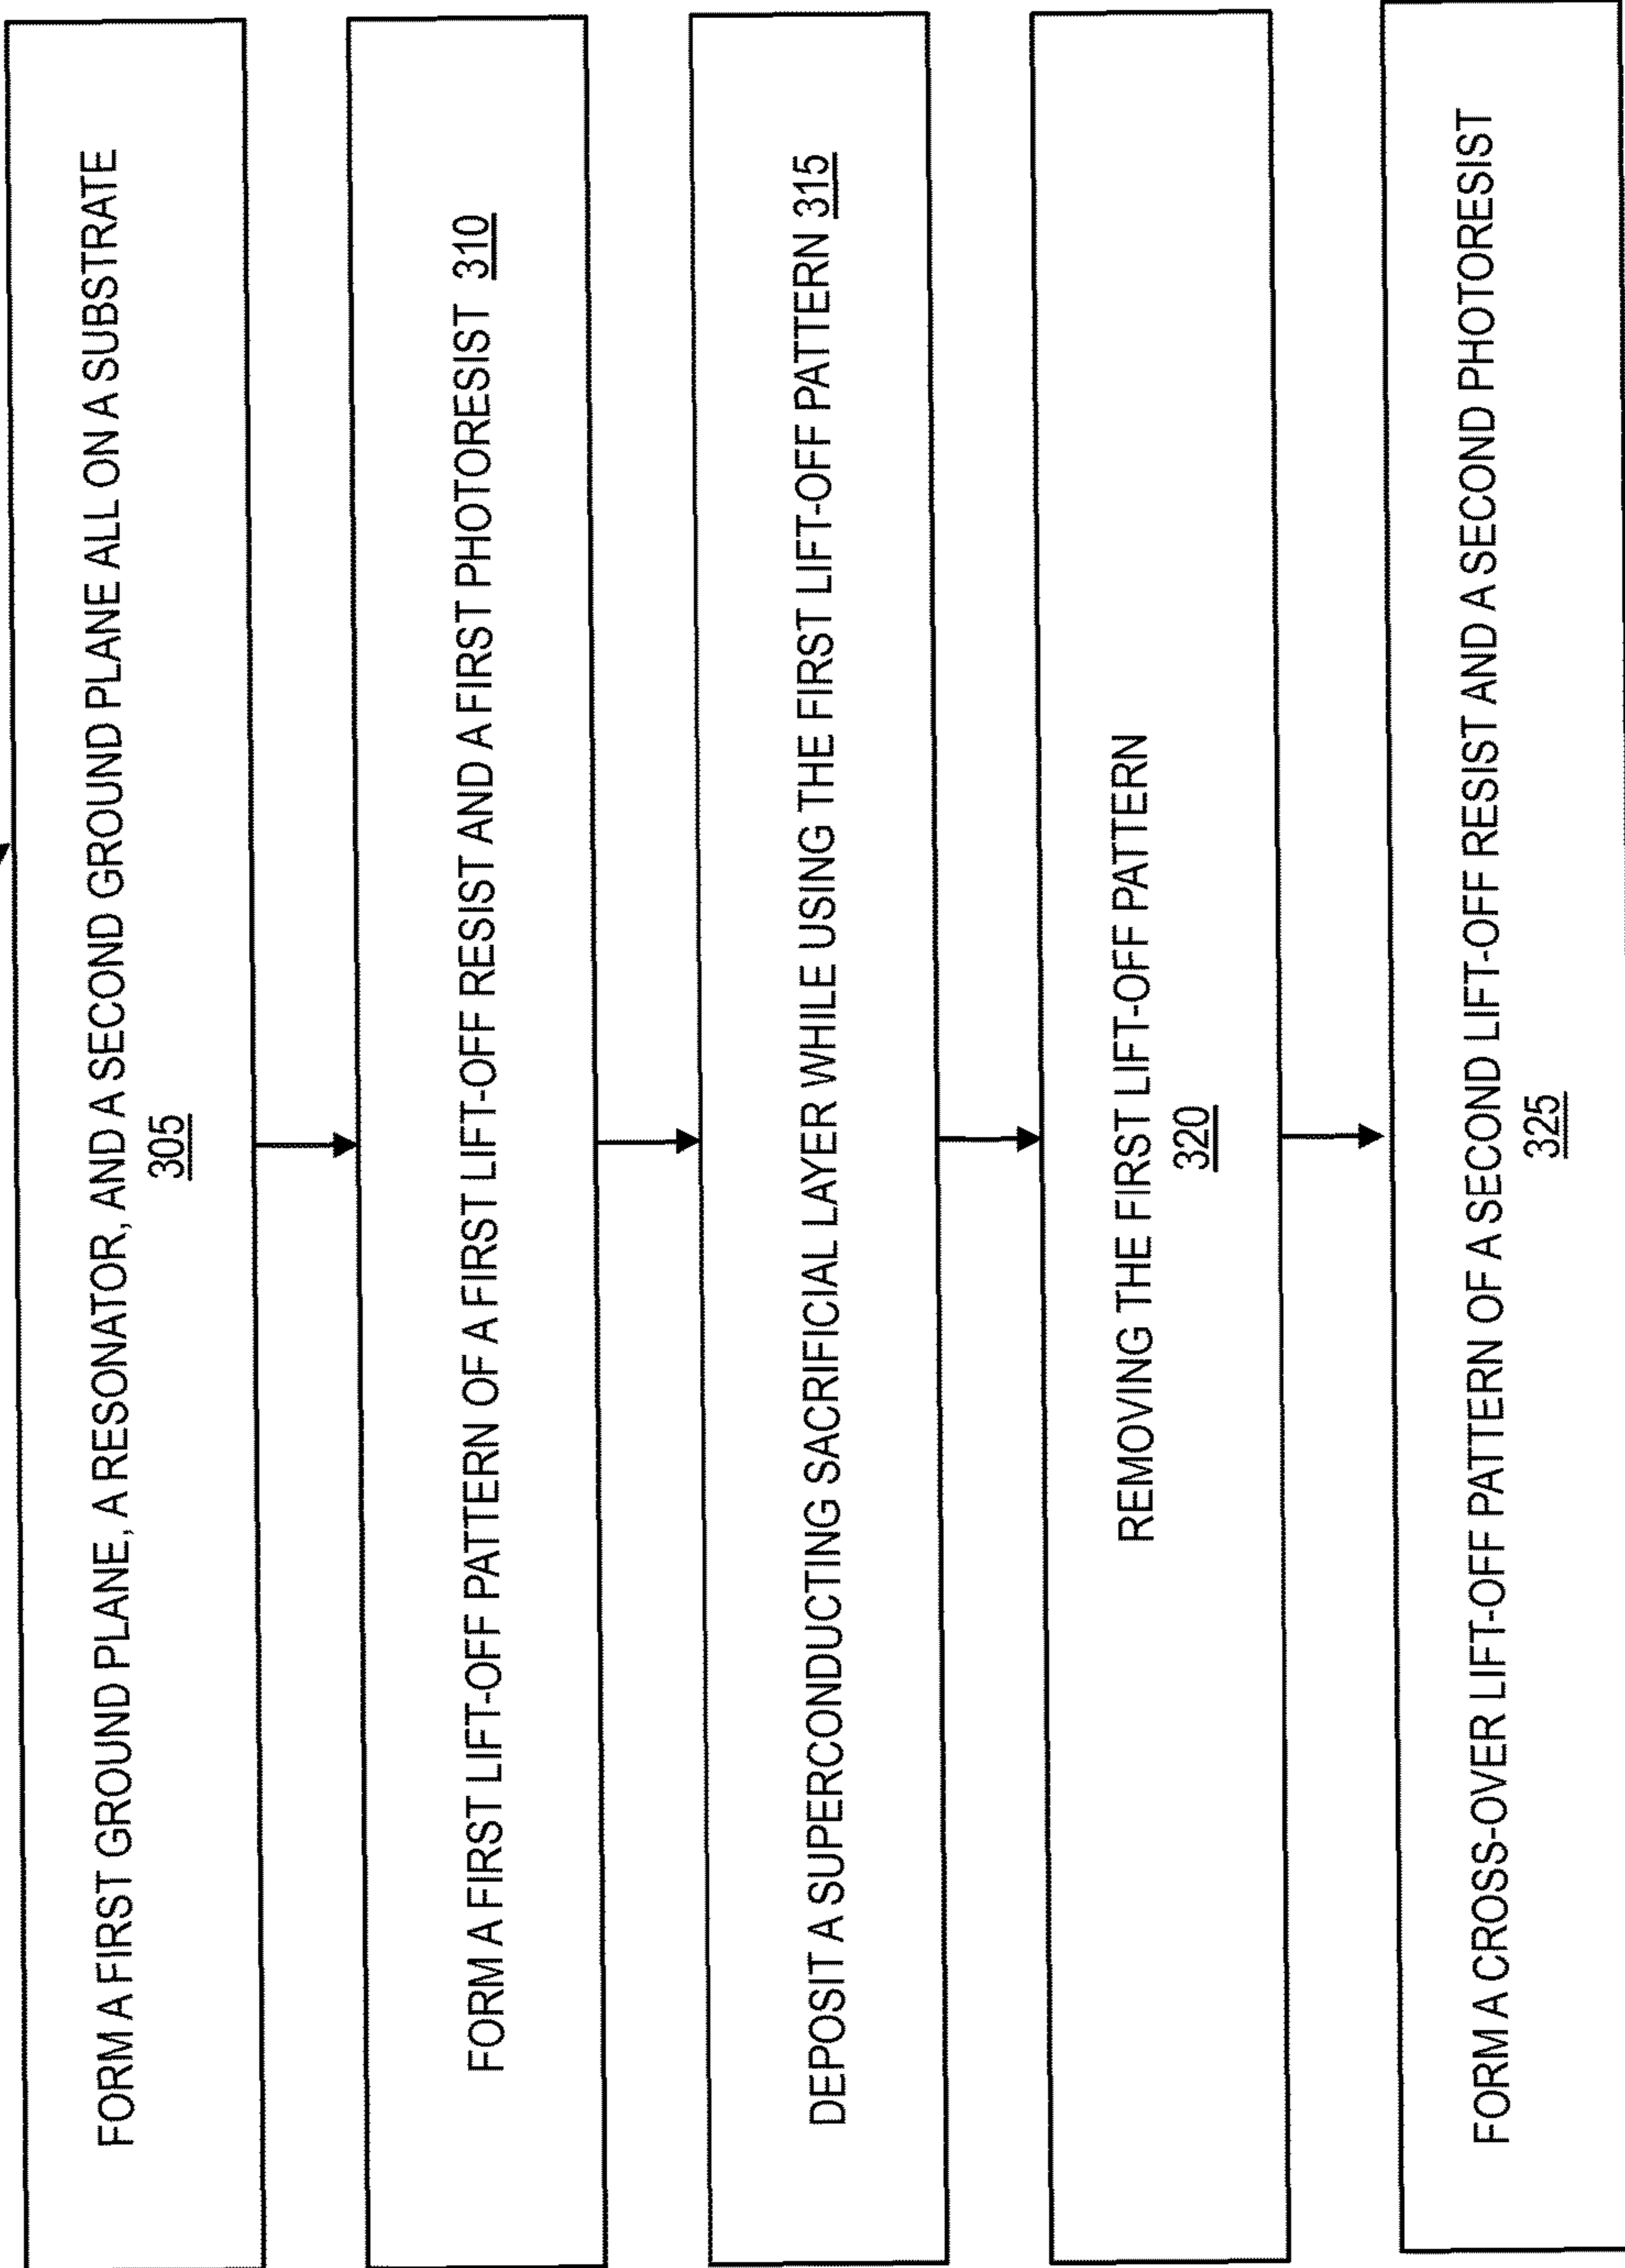 FORM A FIRST GROUND PLANE, A RESONATOR, AND A SECOND GROUND PLANE ALL ON A SUBSTRATE
305
FORM A FIRST LIFT-OFF PATTERN OF A FIRST LIFT-OFF RESIST AND A FIRST PHOTORESIST 310
DEPOSIT A SUPERCONDUCTING SACRIFICIAL LAYER WHILE USING THE FIRST LIFT-OFF PATTERN 315
REMOVING THE FIRST LIFT-OFF PATTERN
320
FORM A CROSS-OVER LIFT-OFF PATTERN OF A SECOND LIFT-OFF RESIST AND A SECOND PHOTORESIST
325